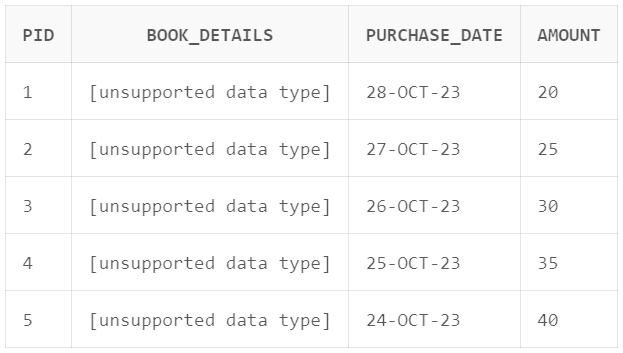 PID BOOK_DETAILS PURCHASE_DATE AMOUNT
1 [unsupported data type] 28-OCT-23 20
2 [unsupported data type] 27-OCT-23 25
3 [unsupported data type] 26-OCT-23 30
4 [unsupported data type] 25-OCT-23 35
5 [unsupported data type] 24-OCT-23 40